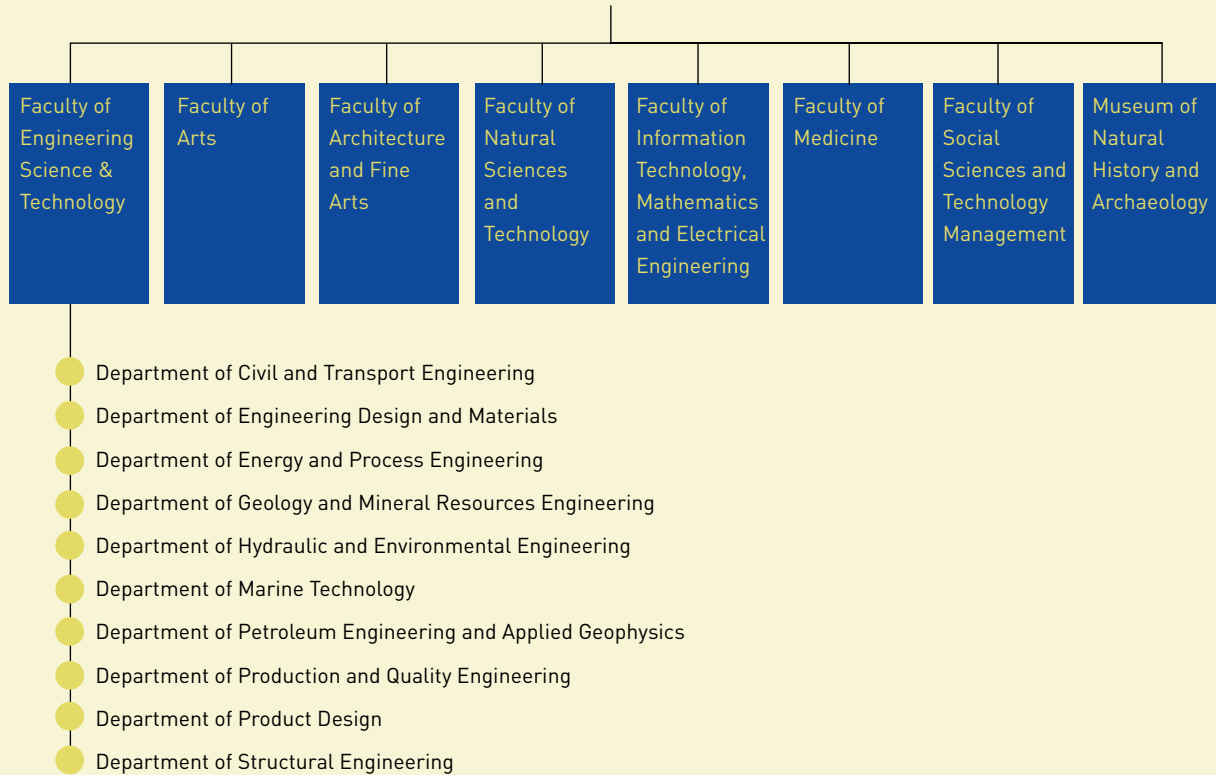 Faculty of
Engineering
Science &
Technology
Faculty of
Arts
Faculty of
Architecture
and Fine
Arts
Faculty of
Natural
Sciences
and
Technology
Faculty of
Information
Technology,
Mathematics
and Electrical
Engineering
Faculty of
Medicine
Faculty of
Social
Sciences and
Technology
Management
Museum of
Natural
History and
Archaeology
Department of Civil and Transport Engineering
Department of Engineering Design and Materials
Department of Energy and Process Engineering
Department of Geology and Mineral Resources Engineering
Department of Hydraulic and Environmental Engineering
Department of Marine Technology
Department of Petroleum Engineering and Applied Geophysics
Department of Production and Quality Engineering
Department of Product Design
Department of Structural Engineering